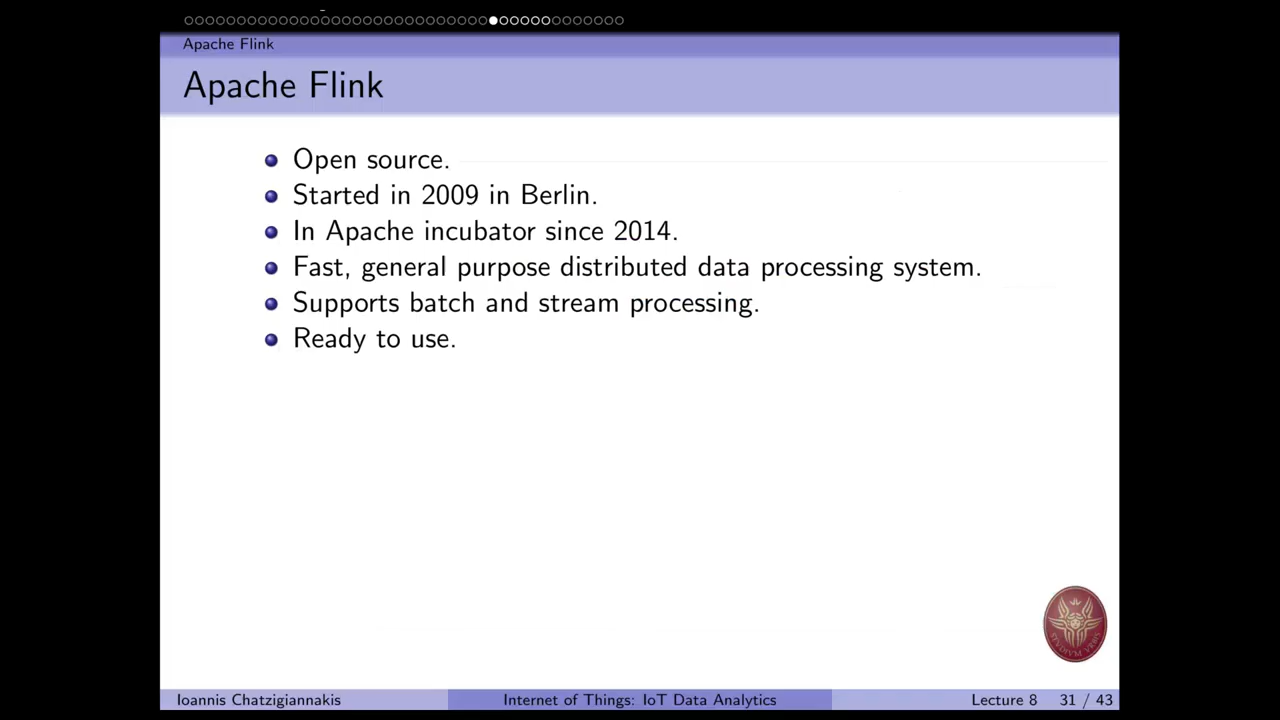 Apache Flink
Apache Flink
Open source.
Started in 2009 in Berlin.
In Apache incubator since 2014.
Fast, general purpose distributed data processing system.
Supports batch and stream processing.
Ready to use.
STVDIVM VRBIS
Ioannis Chatzigiannakis Internet of Things: IoT Data Analytics Lecture 8 31 / 43